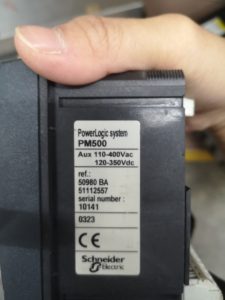 PowerLogic system
PM500
Aux 110-400Vac
120-350Vdc
ref.:
50980 BA
51112557
serial number :
10141
0323
CE
Schneider
Electric